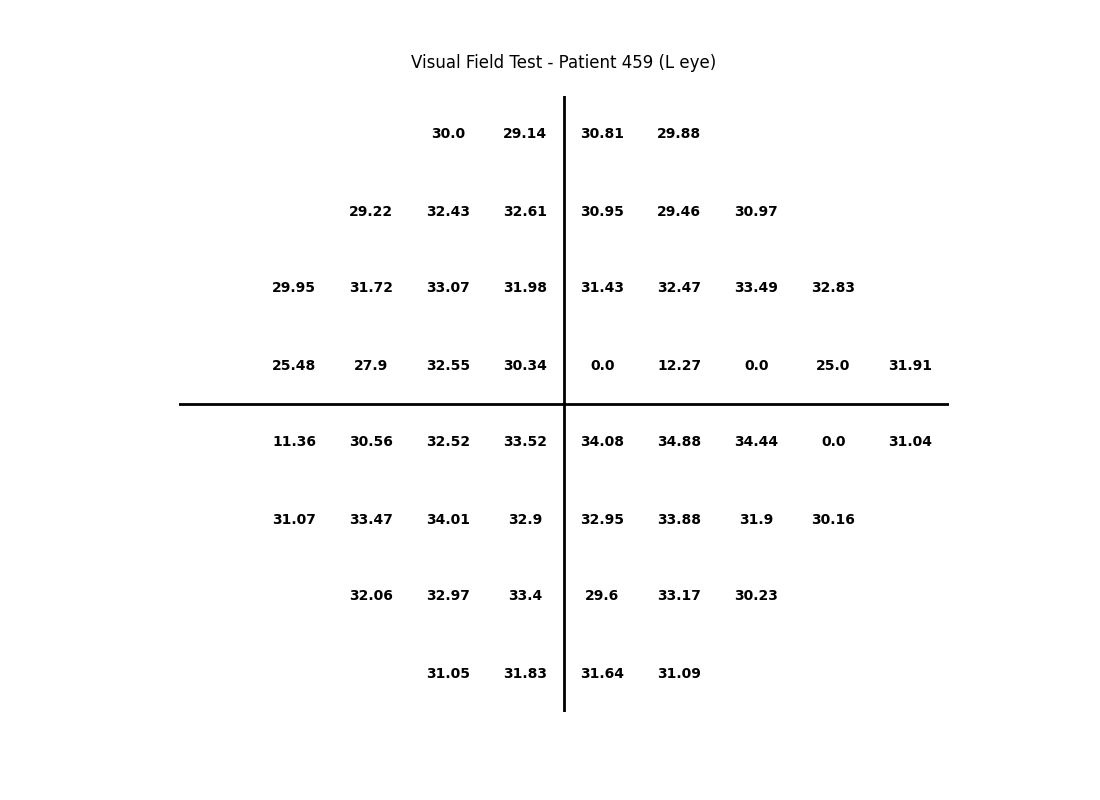 Visual Field Test - Patient 459 (L eye)
30.0 29.14 30.81 29.88
29.22 32.43 32.61 30.95 29.46 30.97
29.95 31.72 33.07 31.98 31.43 32.47 33.49 32.83
25.48 27.9 32.55 30.34 0.0 12.27 0.0 25.0 31.91
11.36 30.56 32.52 33.52 34.08 34.88 34.44 0.0 31.04
31.07 33.47 34.01 32.9 32.95 33.88 31.9 30.16
32.06 32.97 33.4 29.6 33.17 30.23
31.05 31.83 31.64 31.09